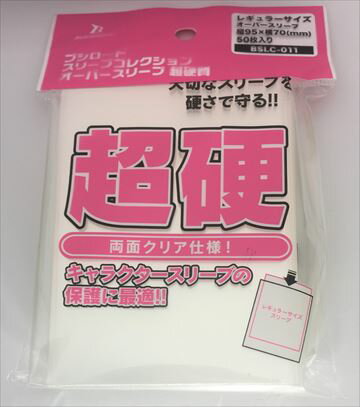 レギュラーサイズ
オーバースリーブ
縦95×横70(mm)
50枚入り
BSLC-011
ブシロード
スリーブコレクション
オーバースリーブ 超硬質
大切なスリーブを
硬さで守る!!
超硬
両面クリア仕様!
キャラクタースリーブの
保護に最適!!
レギュラーサイズ
スリーブ